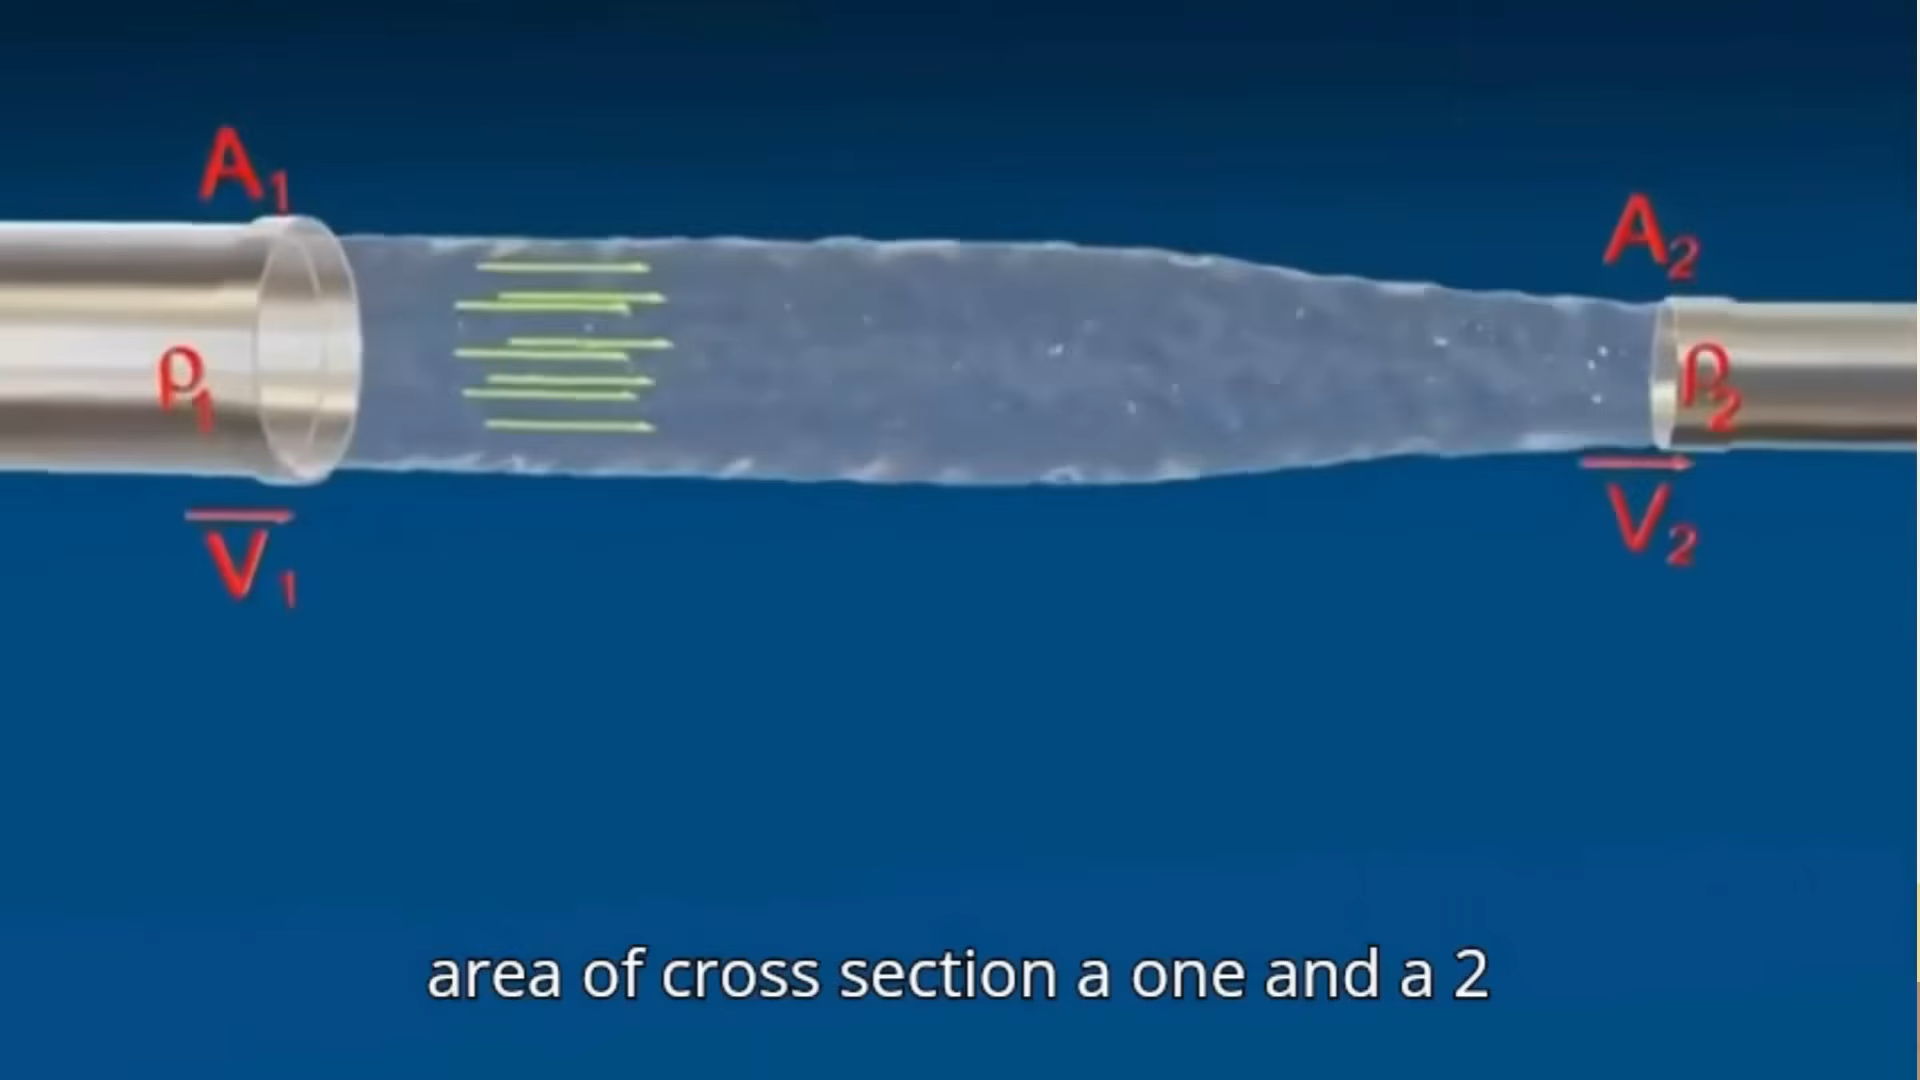 A1
A2
ρ1
ρ2
V1
V2
area of cross section a one and a 2